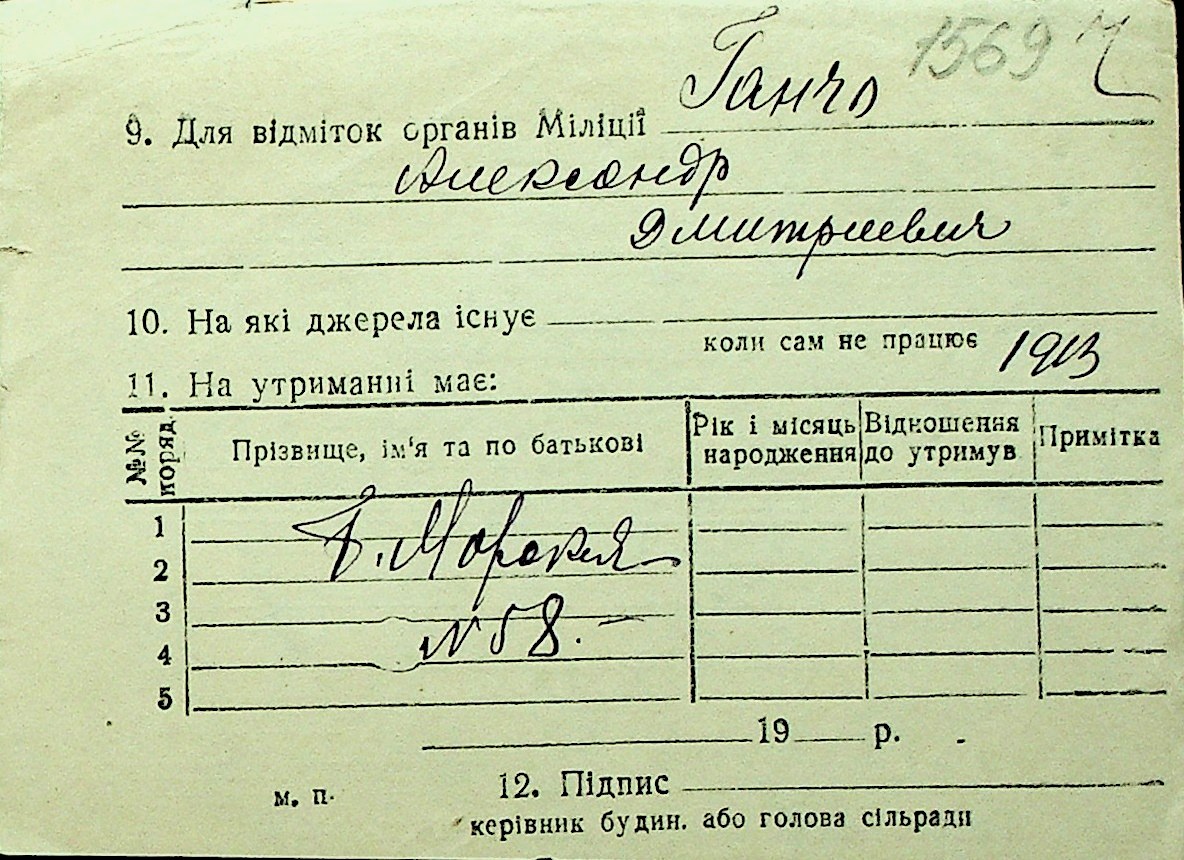 1569
9. Для відміток органів Міліції Ганчо
Александр
Дмитриевич
10. На які джерела існує
коли сам не працює 1913
11. На утриманні має:
№№ поряд. Прізвище, ім'я та по батькові Рік і місяць народження Відношення до утримув. Примітка
1
Б. Морская
2
3
№ 58.
4
5
19 р.
м. п. 12. Підпис
керівник будин. або голова сільради